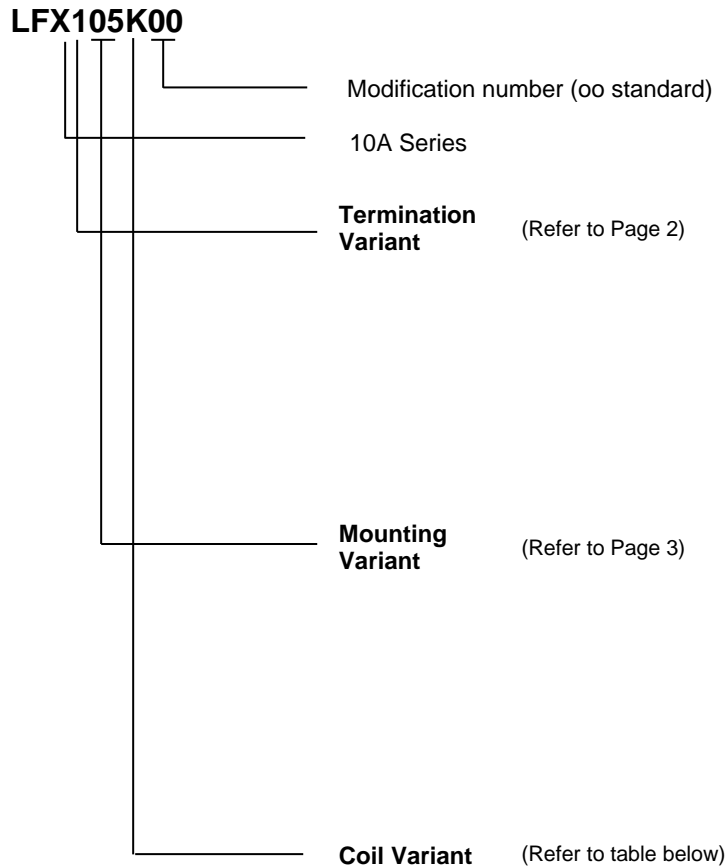 LFX105K00
Modification number (oo standard)
10A Series
Termination
Variant (Refer to Page 2)
Mounting
Variant (Refer to Page 3)
Coil Variant (Refer to table below)